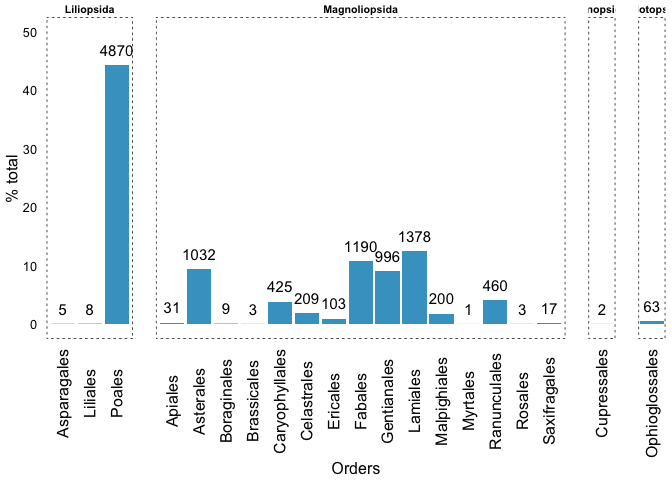 Liliopsida
Magnoliopsida
nopsi
otops
% total
50
40
30
20
10
0
5
8
4870
31
1032
9
3
425
209
103
1190
996
1378
200
1
460
3
17
2
63
Asparagales
Liliales
Poales
Apiales
Asterales
Boraginales
Brassicales
Caryophyllales
Celastrales
Ericales
Fabales
Gentianales
Lamiales
Malpighiales
Myrtales
Ranunculales
Rosales
Saxifragales
Cupressales
Ophioglossales
Orders